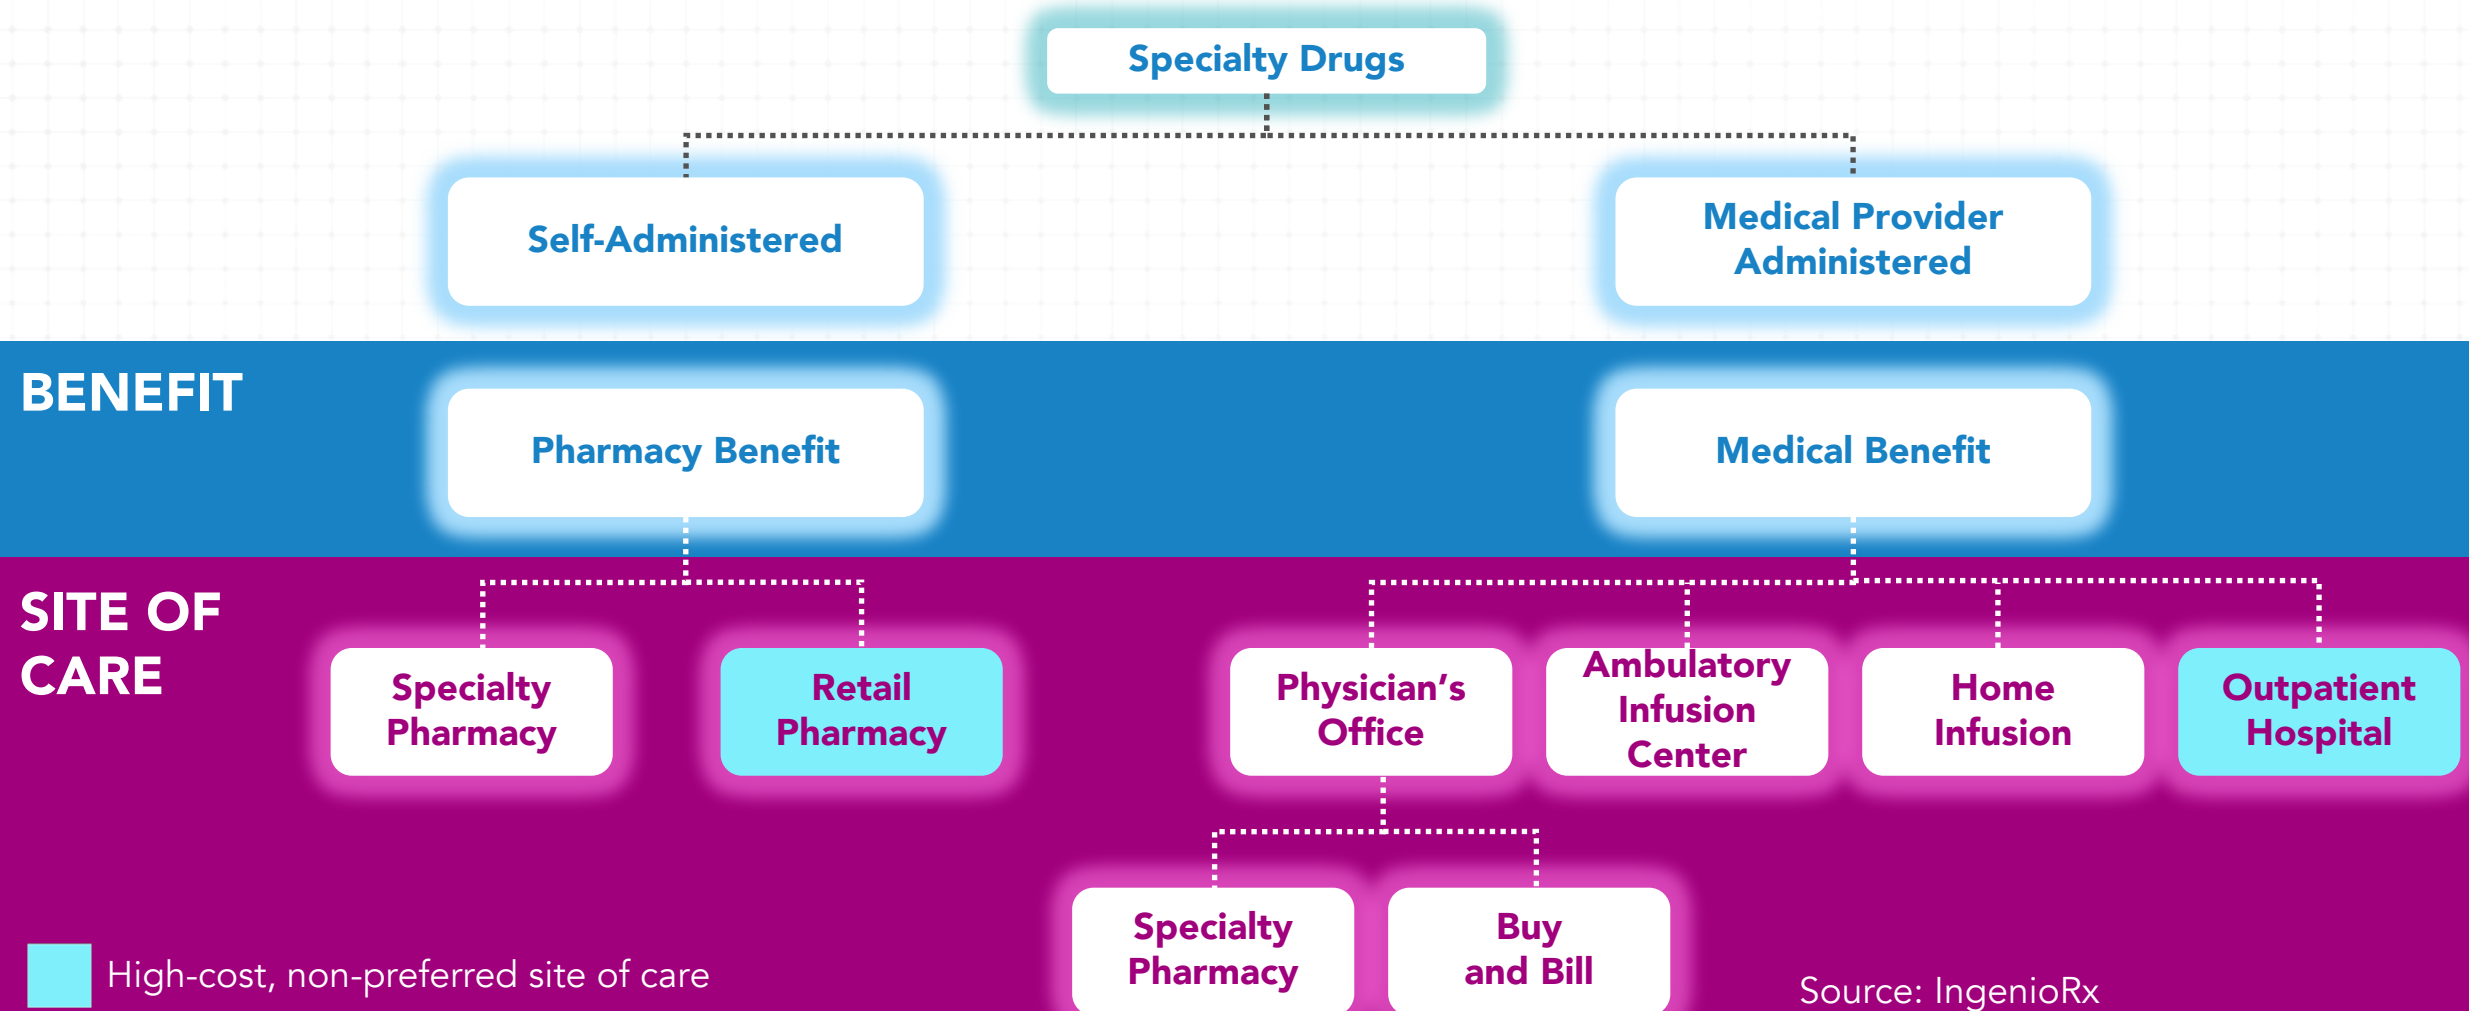 Specialty Drugs
Self-Administered
Medical Provider
Administered
BENEFIT
Pharmacy Benefit
Medical Benefit
SITE OF
CARE
Specialty
Pharmacy
Retail
Pharmacy
Physician’s
Office
Ambulatory
Infusion
Center
Home
Infusion
Outpatient
Hospital
Specialty
Pharmacy
Buy
and Bill
High-cost, non-preferred site of care
Source: IngenioRx